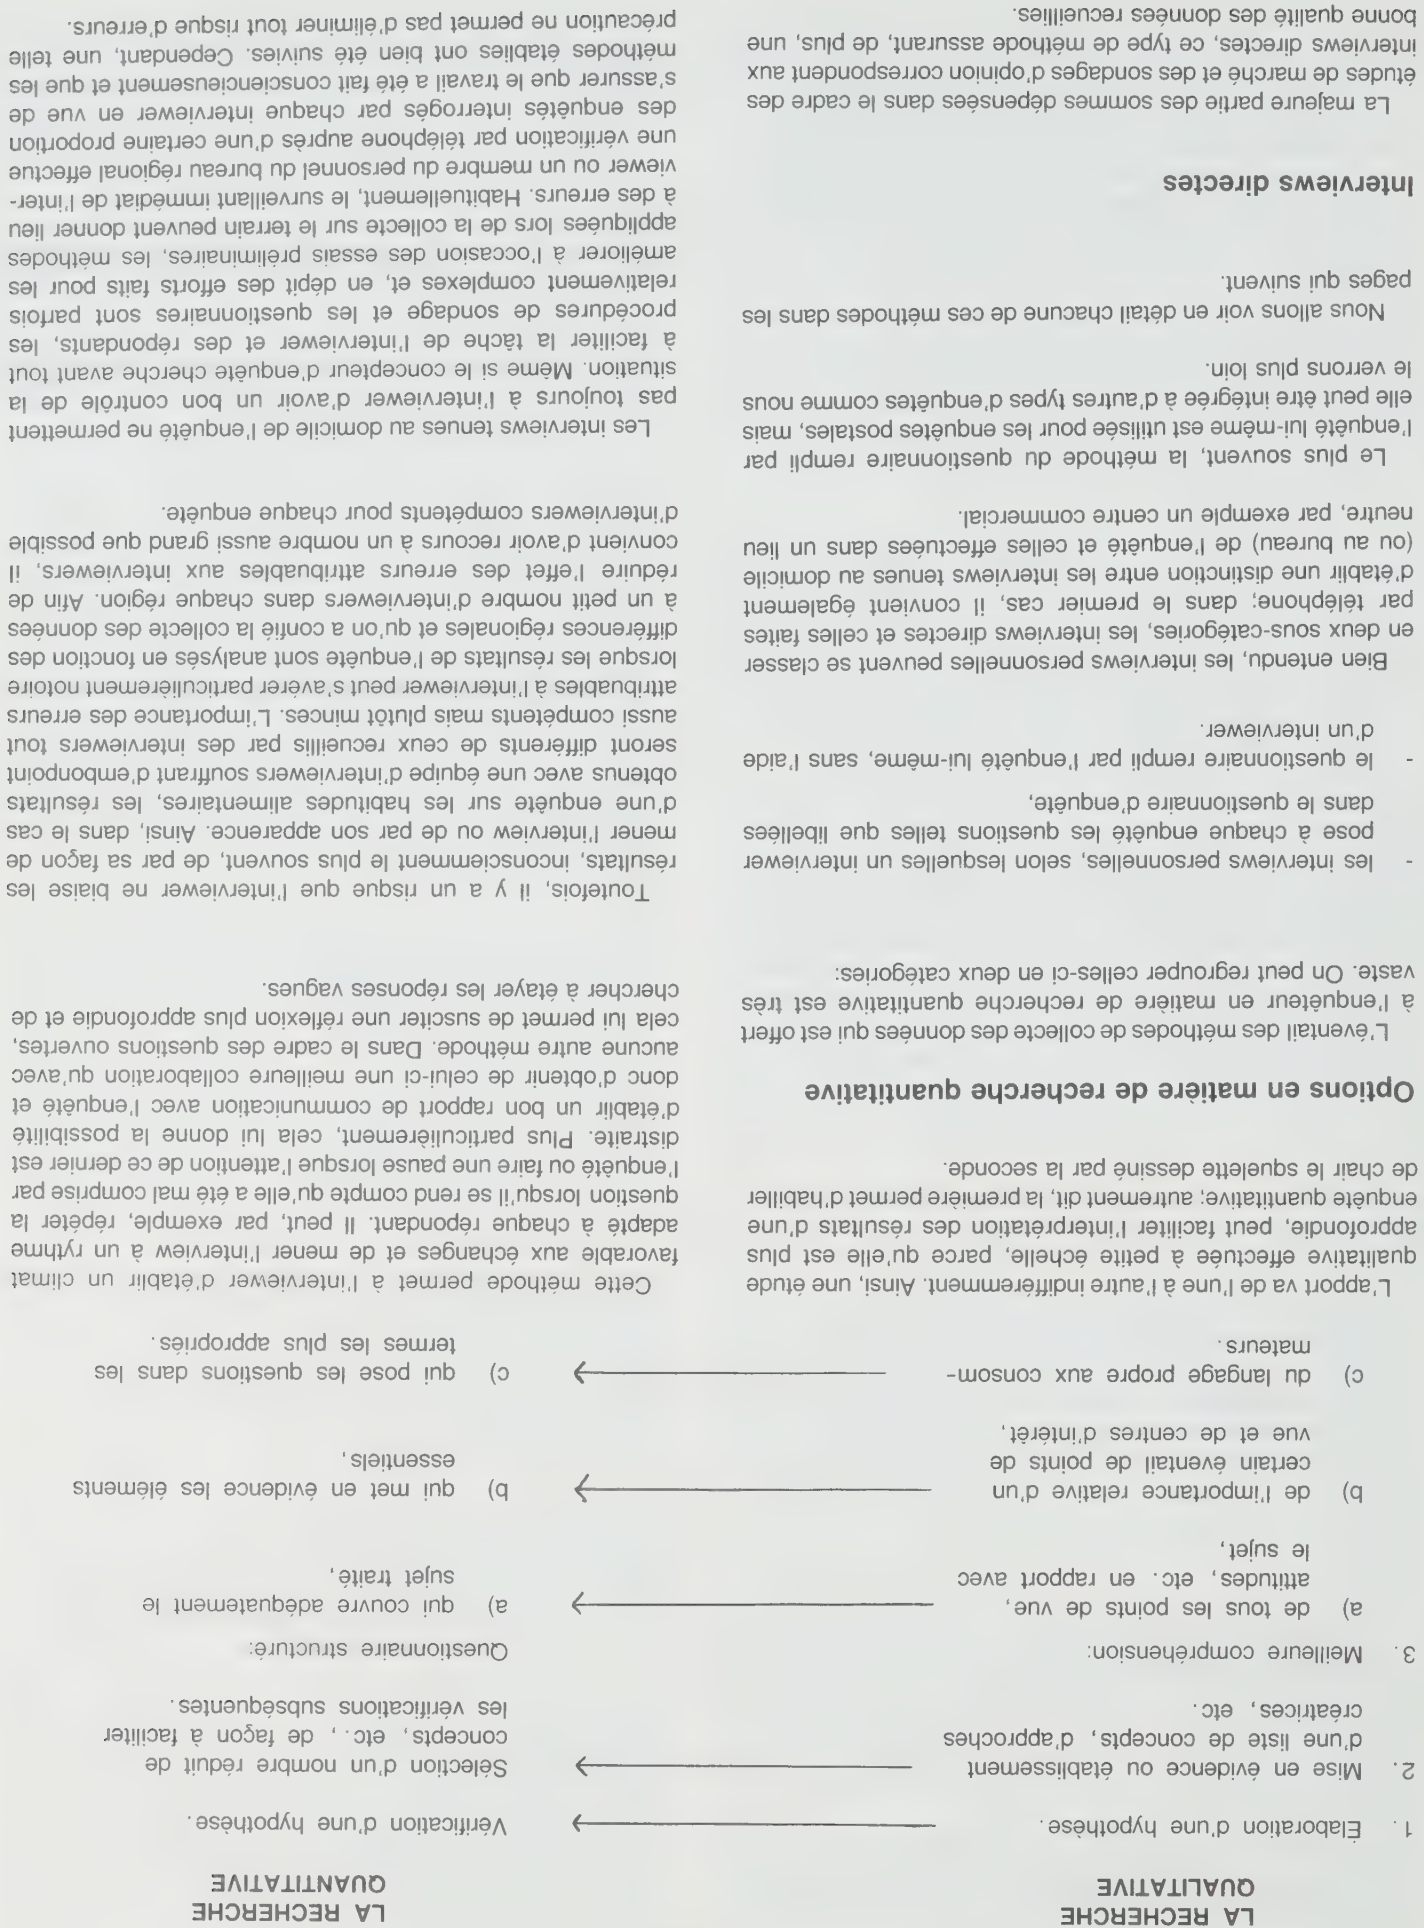 LA RECHERCHE
QUALITATIVE
LA RECHERCHE
QUANTITATIVE
1. Élaboration d'une hypothèse.
Vérification d'une hypothèse.
2. Mise en évidence ou établissement
d'une liste de concepts, d'approches
créatrices, etc.
Sélection d'un nombre réduit de
concepts, etc., de façon à faciliter
les vérifications subséquentes.
3. Meilleure compréhension:
Questionnaire structuré:
a) de tous les points de vue,
attitudes, etc. en rapport avec
le sujet,
a) qui couvre adéquatement le
sujet traité,
b) de l'importance relative d'un
certain éventail de points de
vue et de centres d'intérêt,
b) qui met en évidence les éléments
essentiels,
c) du langage propre aux consom-
mateurs.
c) qui pose les questions dans les
termes les plus appropriés.
L'apport va de l'une à l'autre indifféremment. Ainsi, une étude
qualitative effectuée à petite échelle, parce qu'elle est plus
approfondie, peut faciliter l'interprétation des résultats d'une
enquête quantitative; autrement dit, la première permet d'habiller
de chair le squelette dessiné par la seconde.
Options en matière de recherche quantitative
L'éventail des méthodes de collecte des données qui est offert
à l'enquêteur en matière de recherche quantitative est très
vaste. On peut regrouper celles-ci en deux catégories:
- les interviews personnelles, selon lesquelles un interviewer
pose à chaque enquêté les questions telles que libellées
dans le questionnaire d'enquête,
- le questionnaire rempli par l'enquêté lui-même, sans l'aide
d'un interviewer.
Bien entendu, les interviews personnelles peuvent se classer
en deux sous-catégories, les interviews directes et celles faites
par téléphone; dans le premier cas, il convient également
d'établir une distinction entre les interviews tenues au domicile
(ou au bureau) de l'enquêté et celles effectuées dans un lieu
neutre, par exemple un centre commercial.
Le plus souvent, la méthode du questionnaire rempli par
l'enquêté lui-même est utilisée pour les enquêtes postales, mais
elle peut être intégrée à d'autres types d'enquêtes comme nous
le verrons plus loin.
Nous allons voir en détail chacune de ces méthodes dans les
pages qui suivent.
Interviews directes
La majeure partie des sommes dépensées dans le cadre des
études de marché et des sondages d'opinion correspondent aux
interviews directes, ce type de méthode assurant, de plus, une
bonne qualité des données recueillies.
Cette méthode permet à l'interviewer d'établir un climat
favorable aux échanges et de mener l'interview à un rythme
adapté à chaque répondant. Il peut, par exemple, répéter la
question lorsqu'il se rend compte qu'elle a été mal comprise par
l'enquêté ou faire une pause lorsque l'attention de ce dernier est
distraite. Plus particulièrement, cela lui donne la possibilité
d'établir un bon rapport de communication avec l'enquêté et
donc d'obtenir de celui-ci une meilleure collaboration qu'avec
aucune autre méthode. Dans le cadre des questions ouvertes,
cela lui permet de susciter une réflexion plus approfondie et de
chercher à étayer les réponses vagues.
Toutefois, il y a un risque que l'interviewer ne biaise les
résultats, inconsciemment le plus souvent, de par sa façon de
mener l'interview ou de par son apparence. Ainsi, dans le cas
d'une enquête sur les habitudes alimentaires, les résultats
obtenus avec une équipe d'interviewers souffrant d'embonpoint
seront différents de ceux recueillis par des interviewers tout
aussi compétents mais plutôt minces. L'importance des erreurs
attribuables à l'interviewer peut s'avérer particulièrement notoire
lorsque les résultats de l'enquête sont analysés en fonction des
différences régionales et qu'on a confié la collecte des données
à un petit nombre d'interviewers dans chaque région. Afin de
réduire l'effet des erreurs attribuables aux interviewers, il
convient d'avoir recours à un nombre aussi grand que possible
d'interviewers compétents pour chaque enquête.
Les interviews tenues au domicile de l'enquêté ne permettent
pas toujours à l'interviewer d'avoir un bon contrôle de la
situation. Même si le concepteur d'enquête cherche avant tout
à faciliter la tâche de l'interviewer et des répondants, les
procédures de sondage et les questionnaires sont parfois
relativement complexes et, en dépit des efforts faits pour les
améliorer à l'occasion des essais préliminaires, les méthodes
appliquées lors de la collecte sur le terrain peuvent donner lieu
à des erreurs. Habituellement, le surveillant immédiat de l'inter-
viewer ou un membre du personnel du bureau régional effectue
une vérification par téléphone auprès d'une certaine proportion
des enquêtés interrogés par chaque interviewer en vue de
s'assurer que le travail a été fait consciencieusement et que les
méthodes établies ont bien été suivies. Cependant, une telle
précaution ne permet pas d'éliminer tout risque d'erreurs.